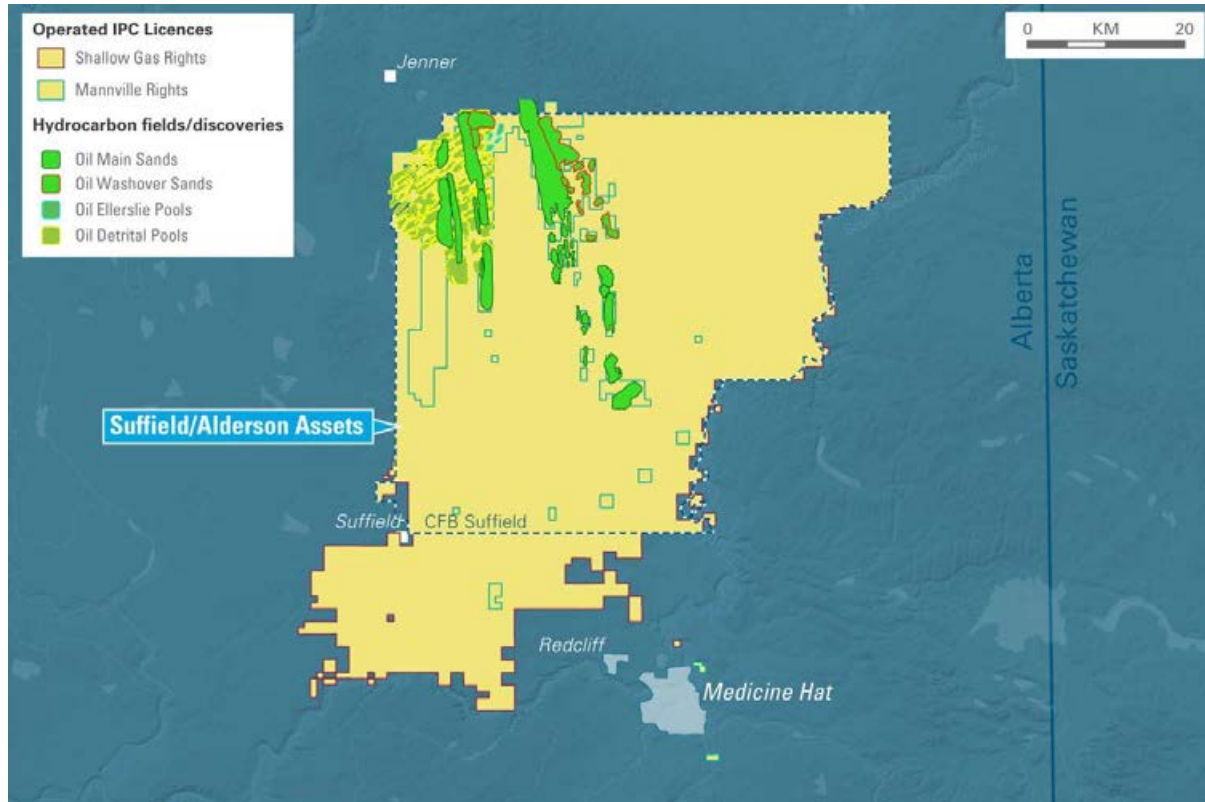 Operated IPC Licences
Shallow Gas Rights
Mannville Rights
Hydrocarbon fields/discoveries
Oil Main Sands
Oil Washover Sands
Oil Ellerslie Pools
Oil Detrital Pools
0 KM 20
Jenner
Alberta
Saskatchewan
Suffield/Alderson Assets
Suffield
CFB Suffield
Redcliff
Medicine Hat